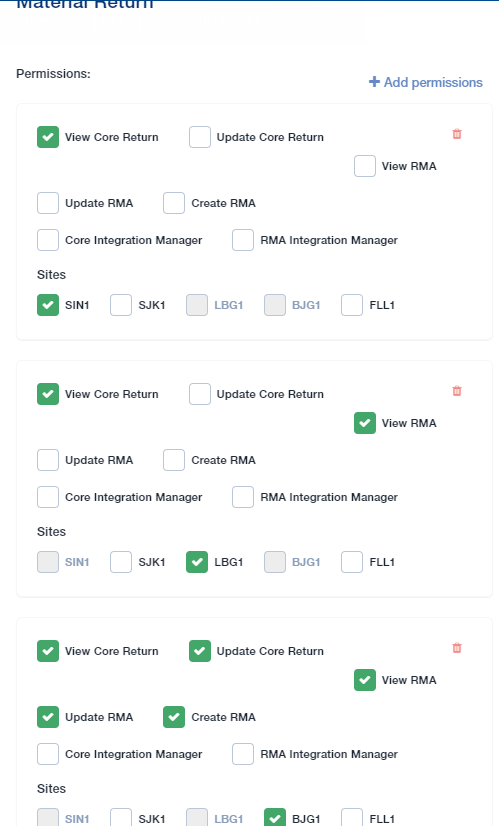 Material Return
Permissions:
Add permissions
View Core Return Update Core Return
View RMA
Update RMA Create RMA
Core Integration Manager RMA Integration Manager
Sites
SIN1 SJK1 LBG1 BJG1 FLL1
View Core Return Update Core Return
View RMA
Update RMA Create RMA
Core Integration Manager RMA Integration Manager
Sites
SIN1 SJK1 LBG1 BJG1 FLL1
View Core Return Update Core Return
View RMA
Update RMA Create RMA
Core Integration Manager RMA Integration Manager
Sites
SIN1 SJK1 LBG1 BJG1 FLL1